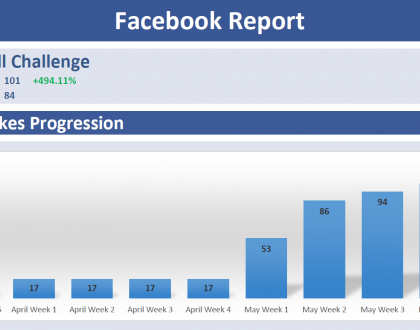 Facebook Report
ll Challenge
101 +494.11%
84
kes Progression
17 17 17 17 53 86 94
April Week 1 April Week 2 April Week 3 April Week 4 May Week 1 May Week 2 May Week 3